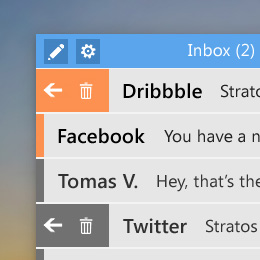 Inbox (2)
Dribbble Strato
Facebook You have a n
Tomas V. Hey, that's the
Twitter Stratos